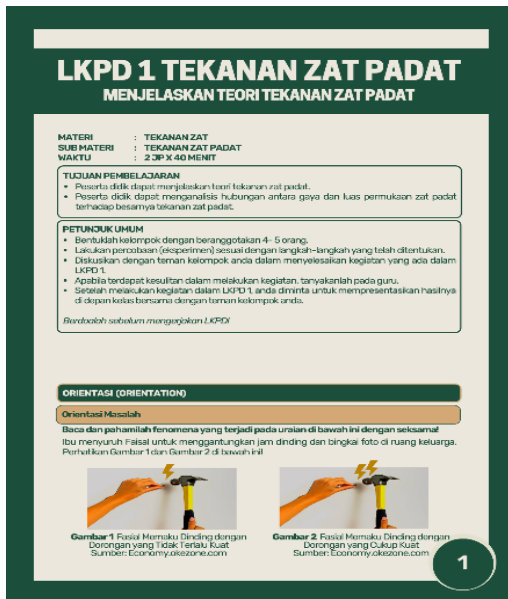 LKPD 1 TEKANAN ZAT PADAT
MENJELASKAN TEORI TEKANAN ZAT PADAT
MATERI : TEKANAN ZAT
SUB MATERI : TEKANAN ZAT PADAT
WAKTU : 2 JP X 40 MENIT
TUJUAN PEMBELAJARAN
• Peserta didik dapat menjelaskan teori tekanan zat padat.
• Peserta didik dapat menganalisis hubungan antara gaya dan luas permukaan zat padat
terhadap besarnya tekanan zat padat.
PETUNJUK UMUM
• Bentuklah kelompok dengan beranggotakan 4- 5 orang.
• Lakukan percobaan (eksperimen) sesuai dengan langkah-langkah yang telah ditentukan.
• Diskusikan dengan teman kelompok anda dalam menyelesaikan kegiatan yang ada dalam
LKPD 1.
• Apabila terdapat kesulitan dalam melakukan kegiatan, tanyakanlah pada guru.
• Setelah melakukan kegiatan dalam LKPD 1, anda diminta untuk mempresentasikan hasilnya
di depan kelas bersama dengan teman kelompok anda.
Berdoalah sebelum mengerjakan LKPD!
ORIENTASI (ORIENTATION)
Orientasi Masalah
Baca dan pahamilah fenomena yang terjadi pada uraian di bawah ini dengan seksama!
Ibu menyuruh Faisal untuk menggantungkan jam dinding dan bingkai foto di ruang keluarga.
Perhatikan Gambar 1 dan Gambar 2 di bawah ini!
Gambar 1 Fasial Memaku Dinding dengan
Dorongan yang Tidak Terlalu Kuat
Sumber: Economy.okezone.com
Gambar 2 Fasial Memaku Dinding dengan
Dorongan yang Cukup Kuat
Sumber: Economy.okezone.com
1